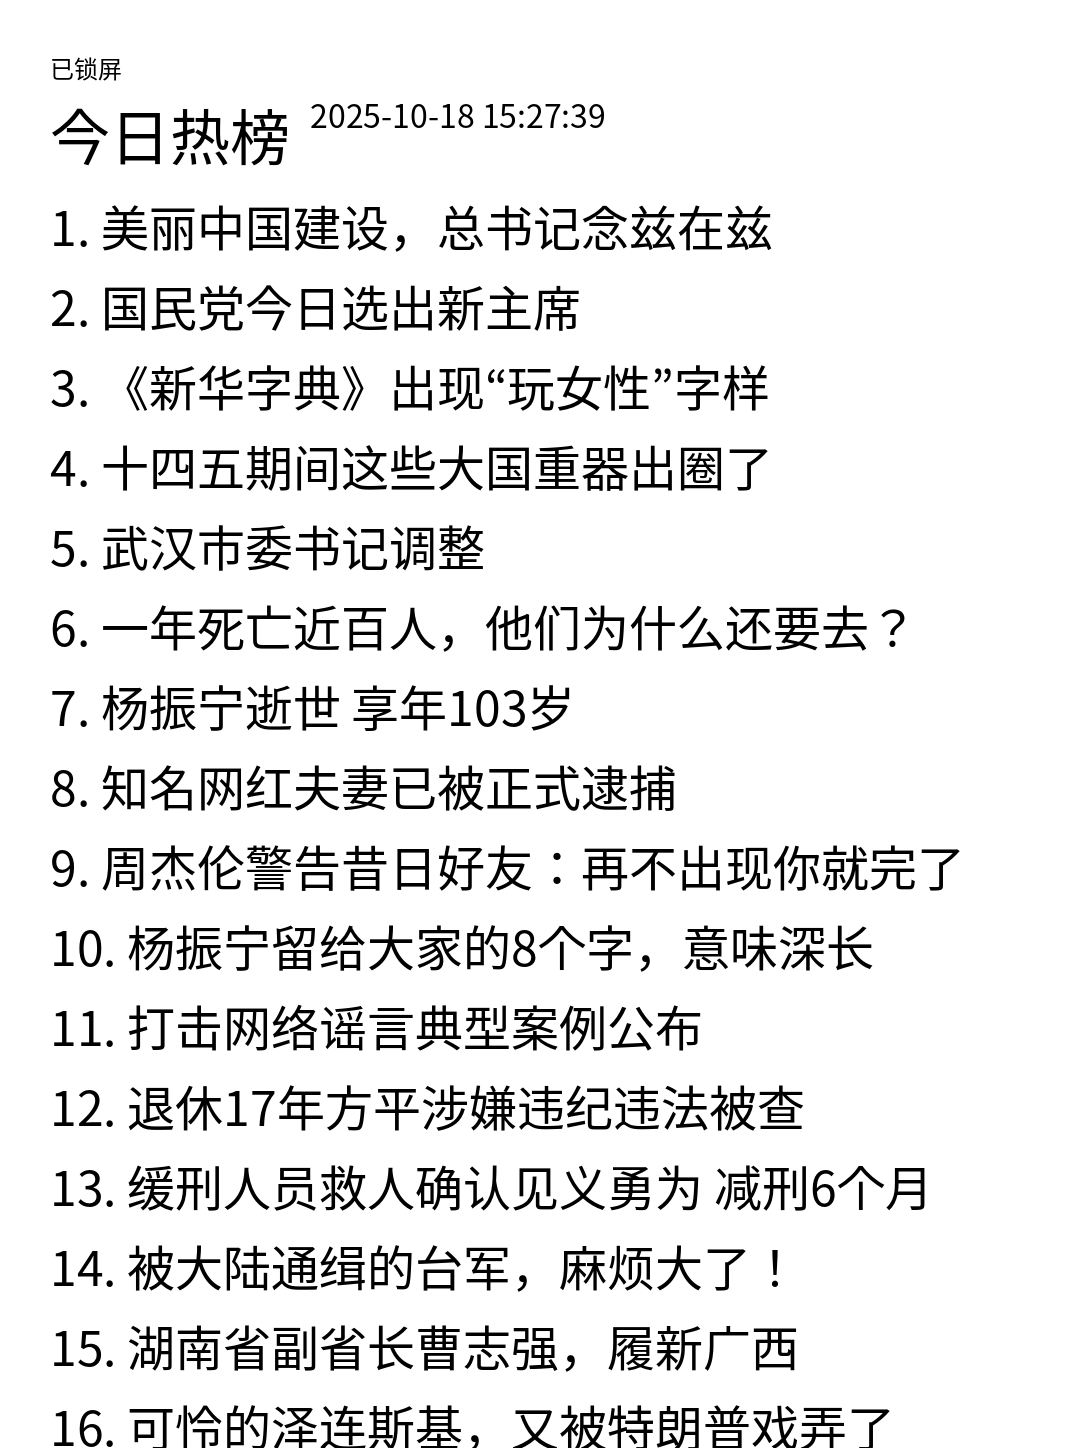 已锁屏
今日热榜 2025-10-18 15:27:39
1. 美丽中国建设，总书记念兹在兹
2. 国民党今日选出新主席
3. 《新华字典》出现“玩女性”字样
4. 十四五期间这些大国重器出圈了
5. 武汉市委书记调整
6. 一年死亡近百人，他们为什么还要去？
7. 杨振宁逝世 享年103岁
8. 知名网红夫妻已被正式逮捕
9. 周杰伦警告昔日好友：再不出现你就完了
10. 杨振宁留给大家的8个字，意味深长
11. 打击网络谣言典型案例公布
12. 退休17年方平涉嫌违纪违法被查
13. 缓刑人员救人确认见义勇为 减刑6个月
14. 被大陆通缉的台军，麻烦大了！
15. 湖南省副省长曹志强，履新广西
16. 可怜的泽连斯基，又被特朗普戏弄了